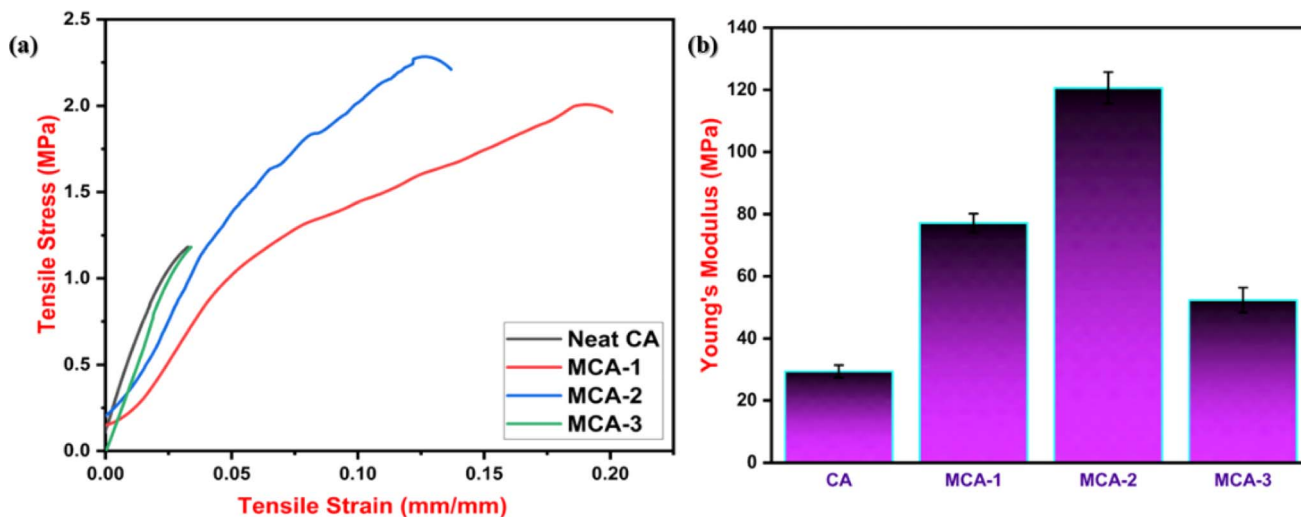 (a)
Tensile Stress (MPa)
2.5
2.0
1.5
1.0
0.5
0.0
0.00 0.05 0.10 0.15 0.20
Tensile Strain (mm/mm)
Neat CA
MCA-1
MCA-2
MCA-3
(b)
Young's Modulus (MPa)
140
120
100
80
60
40
20
0
CA MCA-1 MCA-2 MCA-3